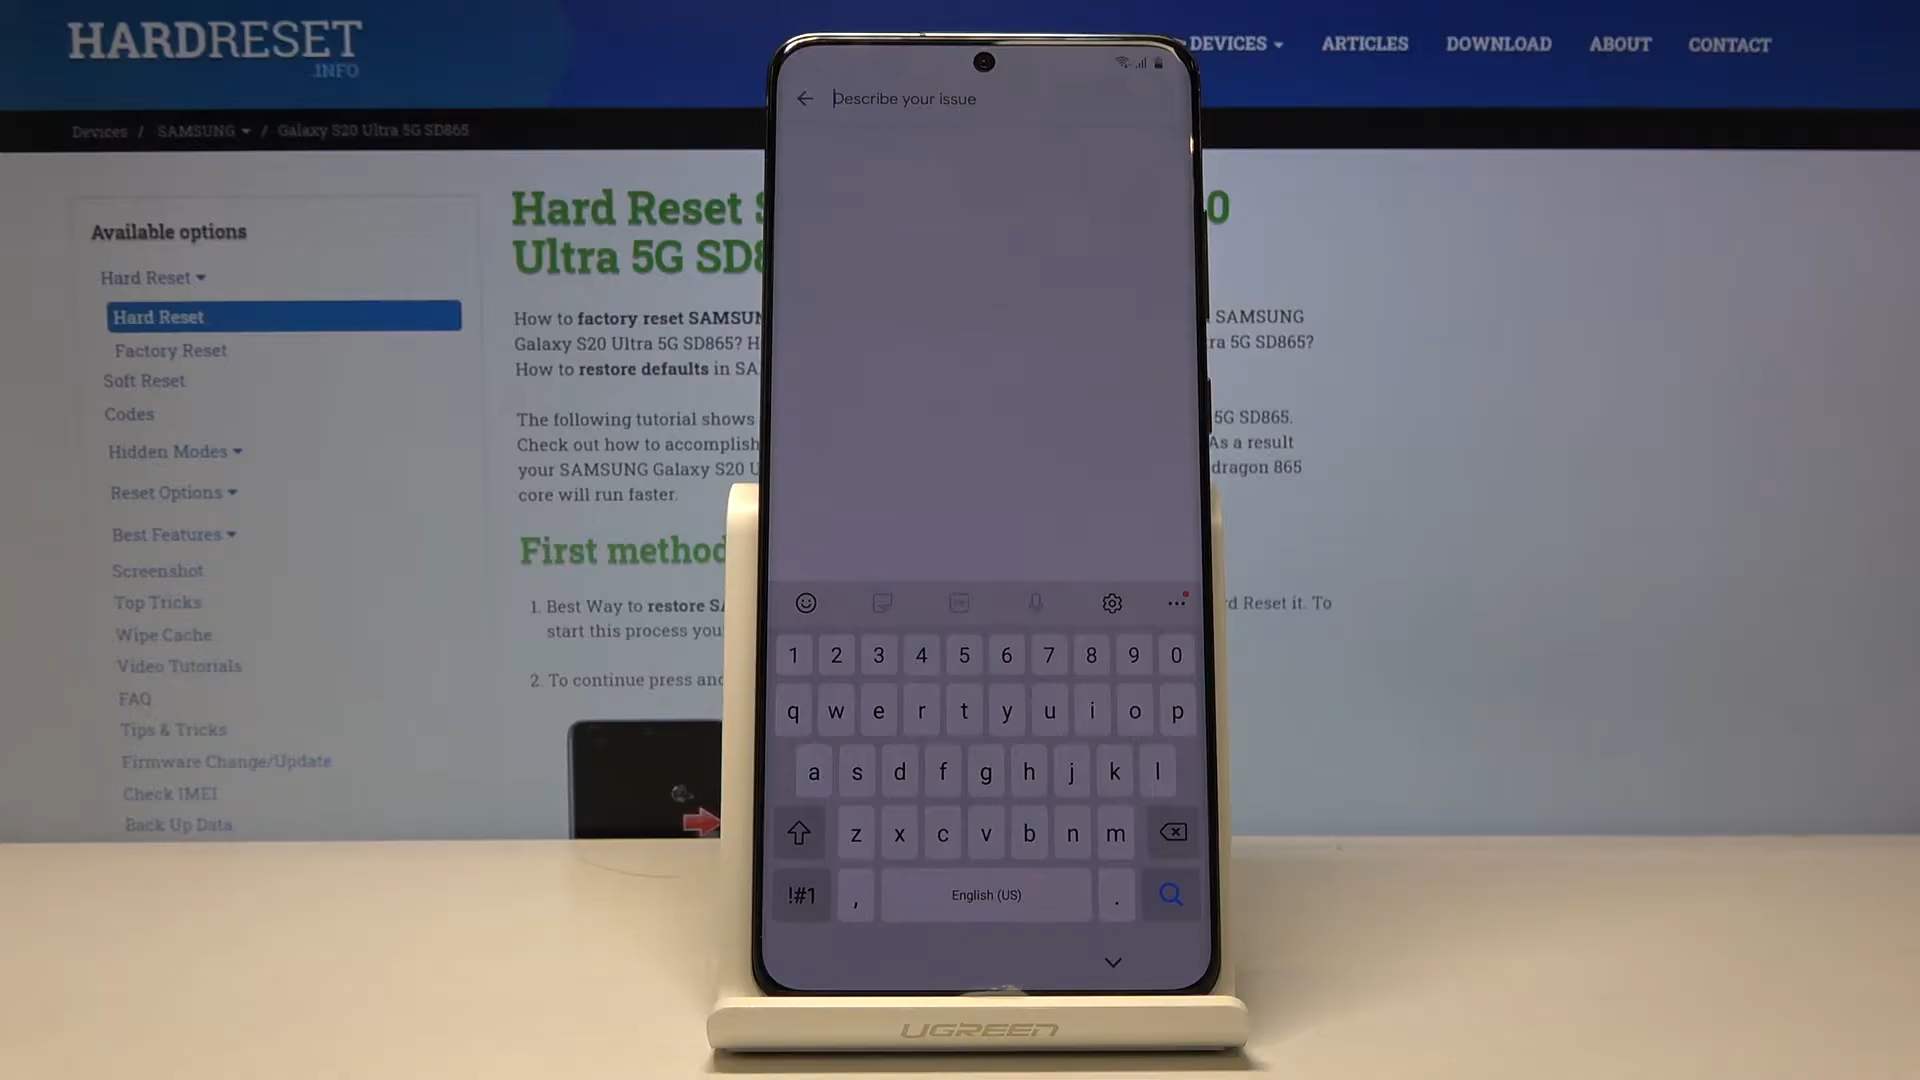 HARDRESET
.INFO
DEVICES
ARTICLES
DOWNLOAD
ABOUT
CONTACT
Devices / SAMSUNG / Galaxy S20 Ultra 5G SD865
Available options
Hard Reset
Hard Reset
Factory Reset
Soft Reset
Codes
Hidden Modes
Reset Options
Best Features
Screenshot
Top Tricks
Wipe Cache
Video Tutorials
FAQ
Tips & Tricks
Firmware Change/Update
Check IMEI
Back Up Data
Hard Reset
0
Ultra 5G
How to factory reset
SAMSUNG
Galaxy S20 Ultra 5G SD865?
5G SD865?
How to restore defaults in
The following tutorial shows
5G SD865.
Check out how to accomplish
As a result
your SAMSUNG Galaxy S20
865
core will run faster.
First method
1. Best Way to restore
Reset it. To
start this process you
2. To continue press and
Describe your issue
1 2 3 4 5 6 7 8 9 0
q w e r t y u i o p
a s d f g h j k l
z x c v b n m
!#1 , English (US) .
UGREEN